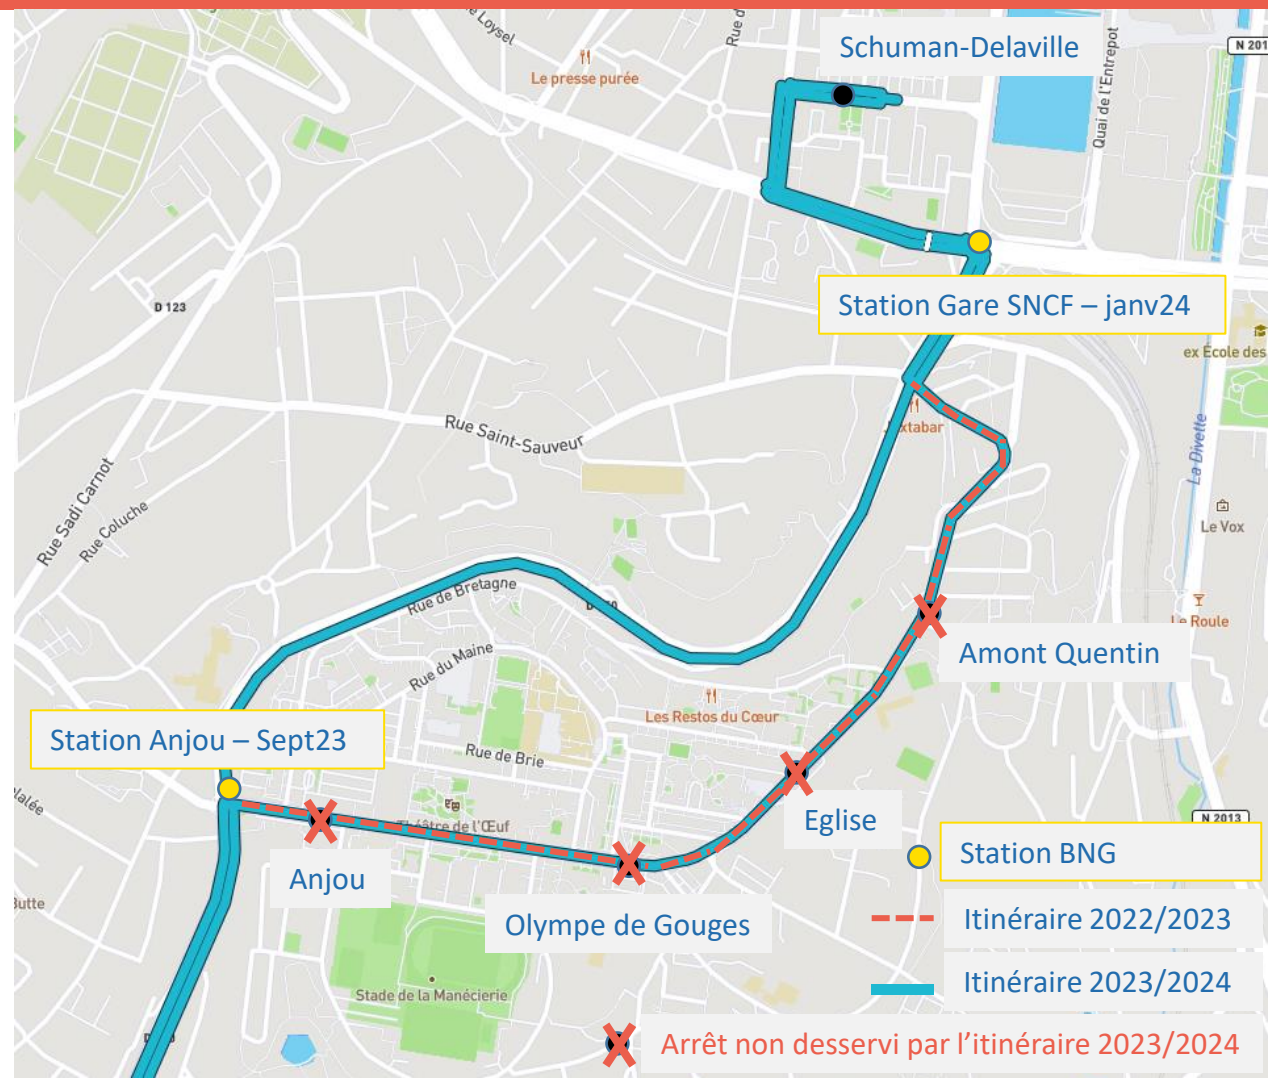 Loysel
Rue d
Schuman-Delaville
N 201
Le presse purée
Quai de l'Entrepot
D 123
Station Gare SNCF – janv24
ex Ecole des
Rue Saint-Sauveur
xtabar
La Divette
Rue Sadi Carnot
Rue Coluche
Le Vox
Rue de Bretagne
Le Roule
Amont Quentin
Rue du Maine
Les Restos du Cœur
Station Anjou – Sept23
Rue de Brie
Théâtre de l'Œuf
Eglise
N 2013
Station BNG
Anjou
Butte
Olympe de Gouges
Itinéraire 2022/2023
Itinéraire 2023/2024
Stade de la Manécierie
Arrêt non desservi par l'itinéraire 2023/2024